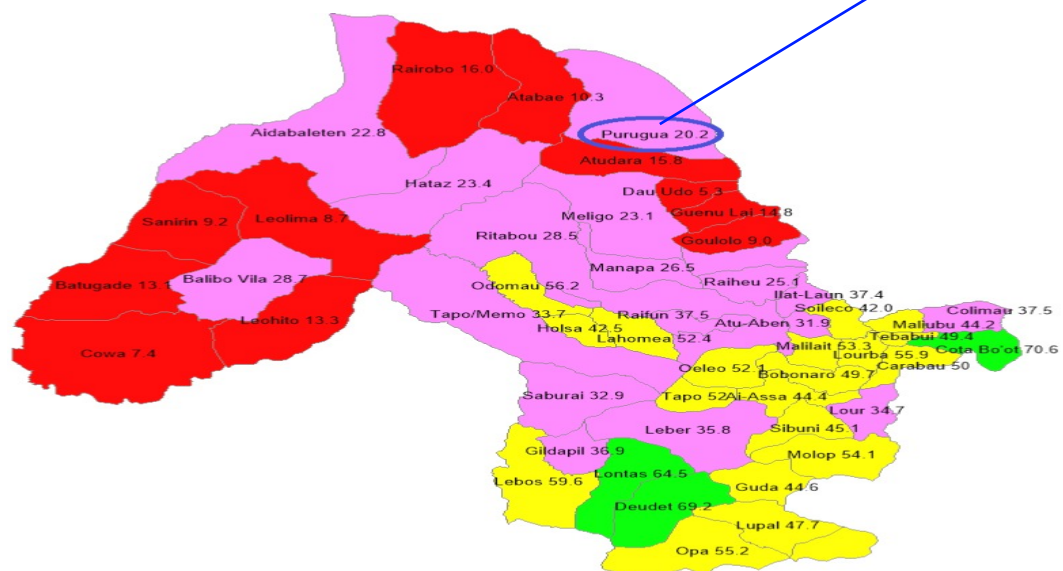 Rairobo 16.0
Atabae 10.3
Aidabaleten 22.8
Purugua 20.2
Atudara 15.8
Hataz 23.4
Dau Udo 5.3
Leolima 8.7
Sanirin 9.2
Meligo 23.1
Guenu Lai 14.8
Ritabou 28.5
Goulolo 9.0
Manapa 26.5
Balibo Vila 28.7
Raiheu 25.1
Batugade 13.1
Odomau 56.2
Ilat-Laun 37.4
Soileco 42.0
Colimau 37.5
Tapo/Memo 33.7
Raifun 37.5
Leohito 13.3
Atu-Aben 31.9
Maliubu 44.2
Holsa 42.5
Lahomea 52.4
Tebabui 49.4
Malilait 53.3
Cota Bo'ot 70.6
Cowa 7.4
Lourba 55.9
Oeleo 52.1
Carabau 50
Bobonaro 49.7
Saburai 32.9
Tapo 52
Ai-Assa 44.4
Lour 34.7
Leber 35.8
Sibuni 45.1
Gildapil 36.9
Molop 54.1
Lontas 64.5
Lebos 59.6
Guda 44.6
Deudet 69.2
Lupal 47.7
Opa 55.2